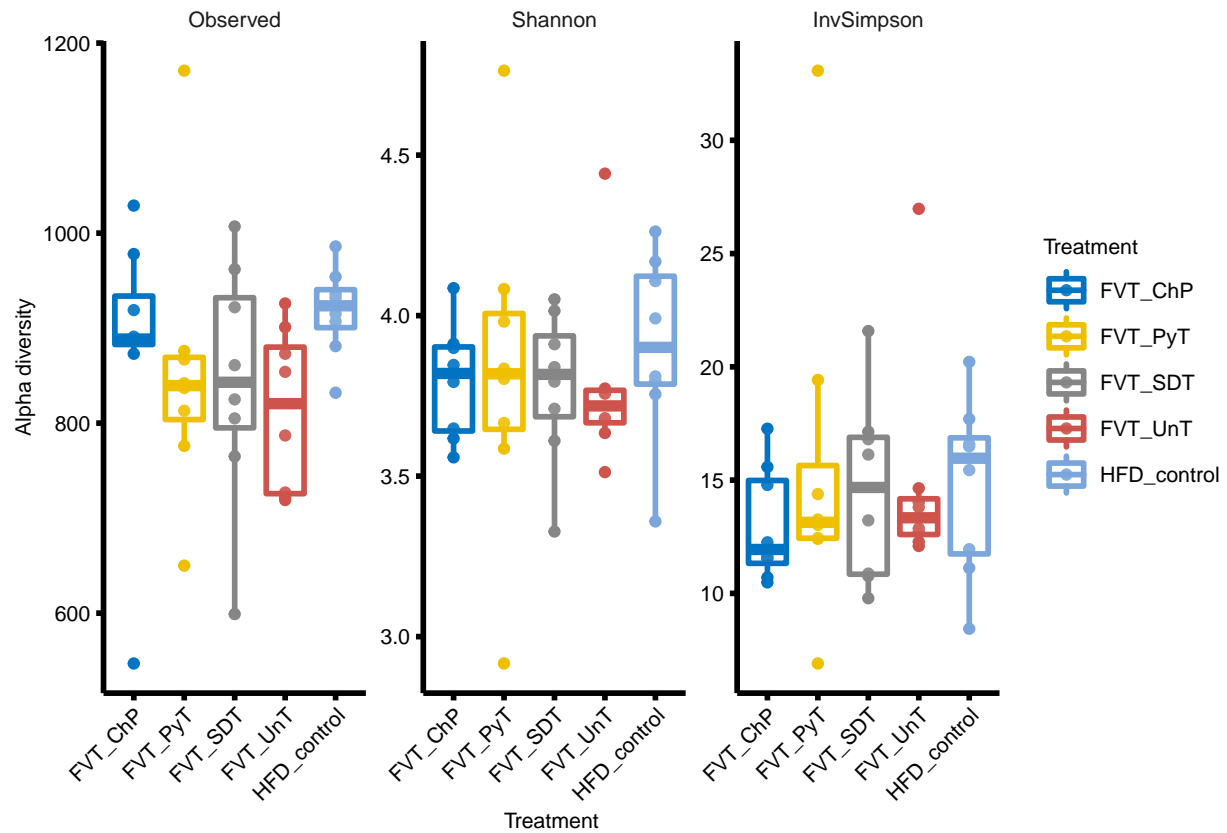 Observed
Shannon
InvSimpson
Alpha diversity
1200
1000
800
600
4.5
4.0
3.5
3.0
30
25
20
15
10
FVT_ChP
FVT_PyT
FVT_SDT
FVT_UnT
HFD_control
FVT_ChP
FVT_PyT
FVT_SDT
FVT_UnT
HFD_control
FVT_ChP
FVT_PyT
FVT_SDT
FVT_UnT
HFD_control
Treatment
Treatment
FVT_ChP
FVT_PyT
FVT_SDT
FVT_UnT
HFD_control